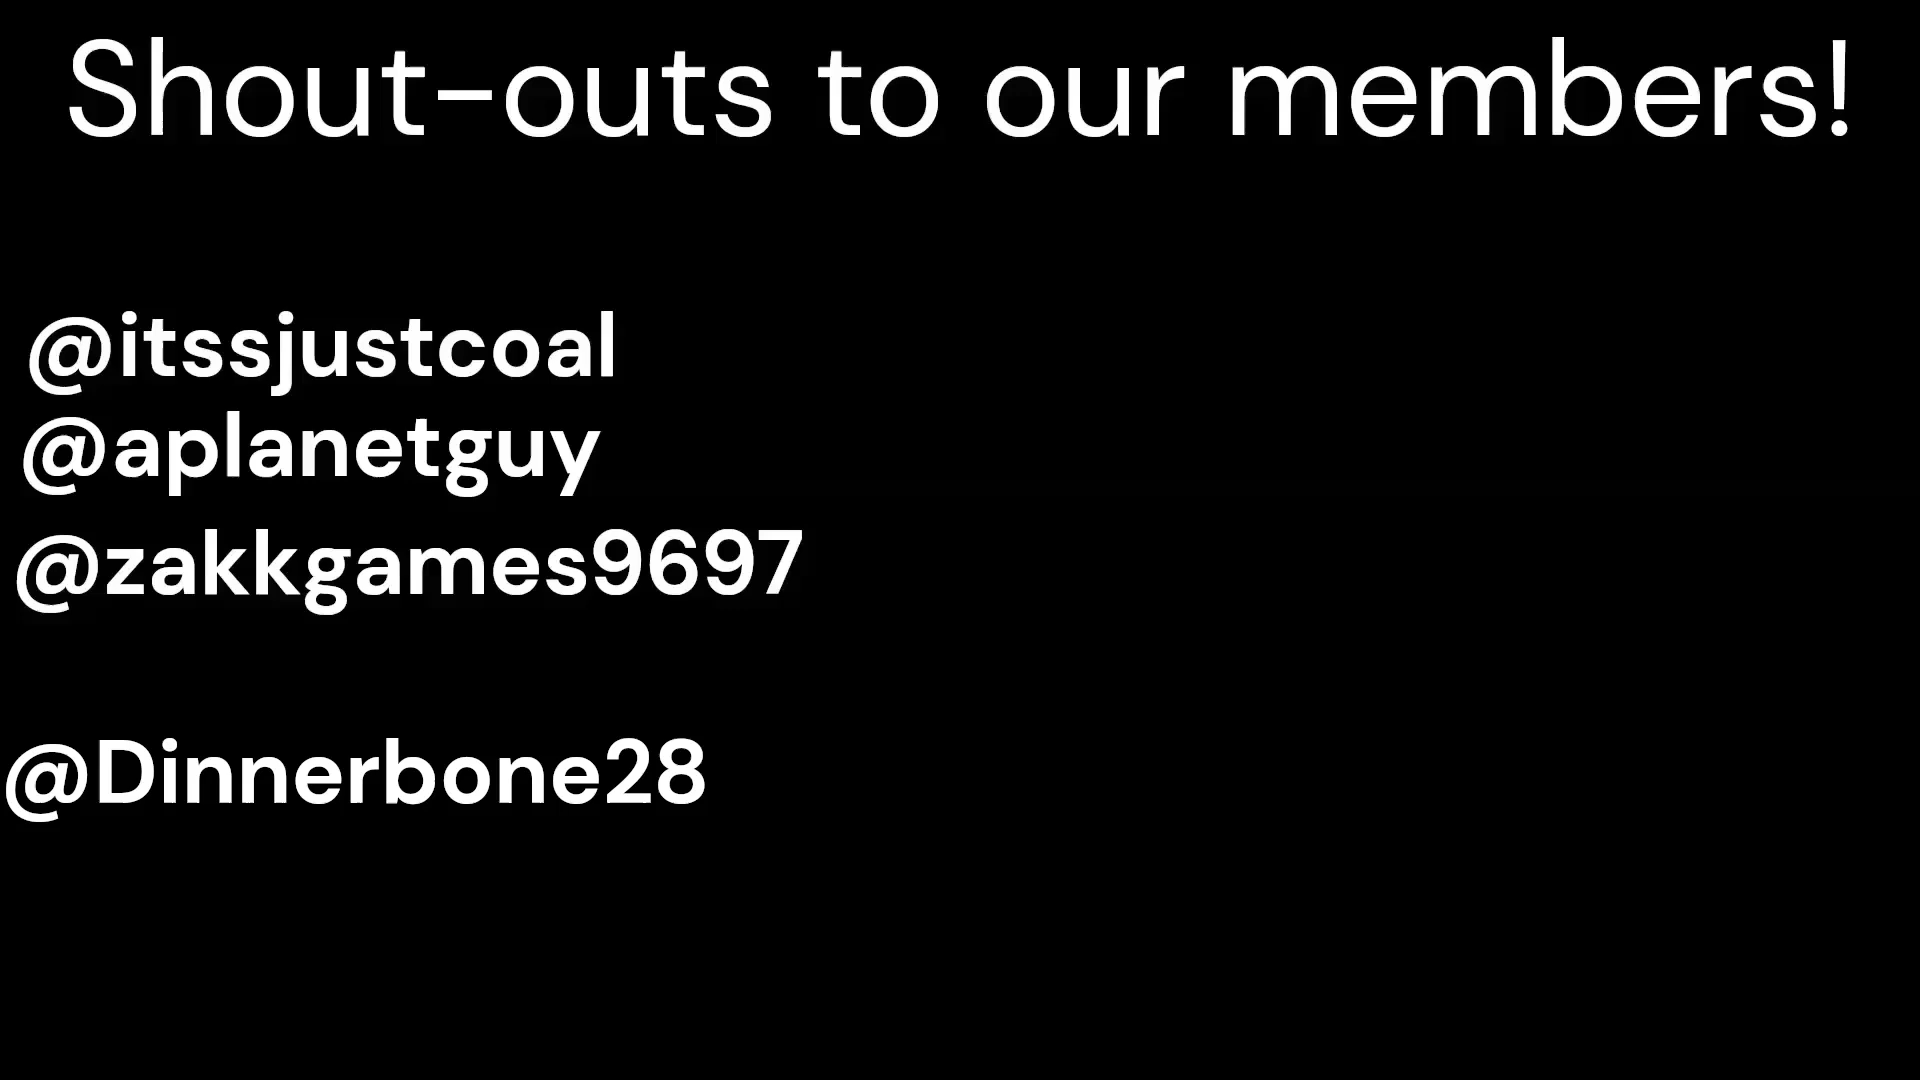 Shout-outs to our members!
@itssjustcoal
@aplanetguy
@zakkgames9697
@Dinnerbone28